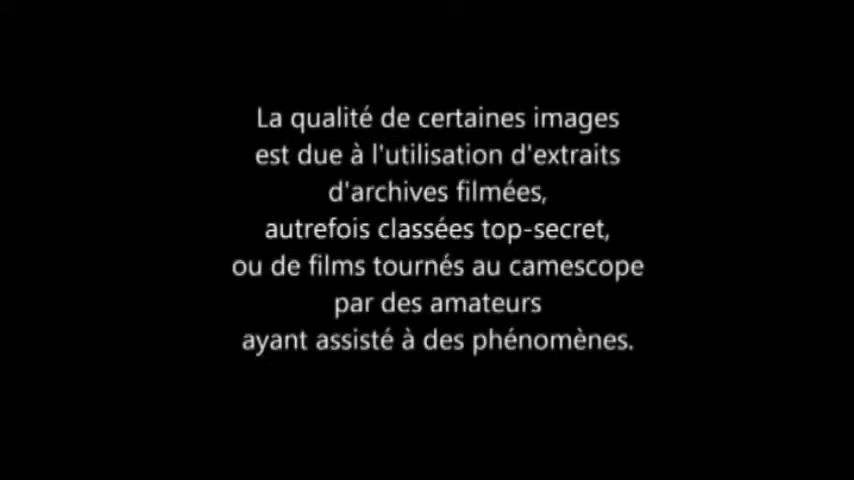 La qualité de certaines images
est due à l'utilisation d'extraits
d'archives filmées,
autrefois classées top-secret,
ou de films tournés au camescope
par des amateurs
ayant assisté à des phénomènes.